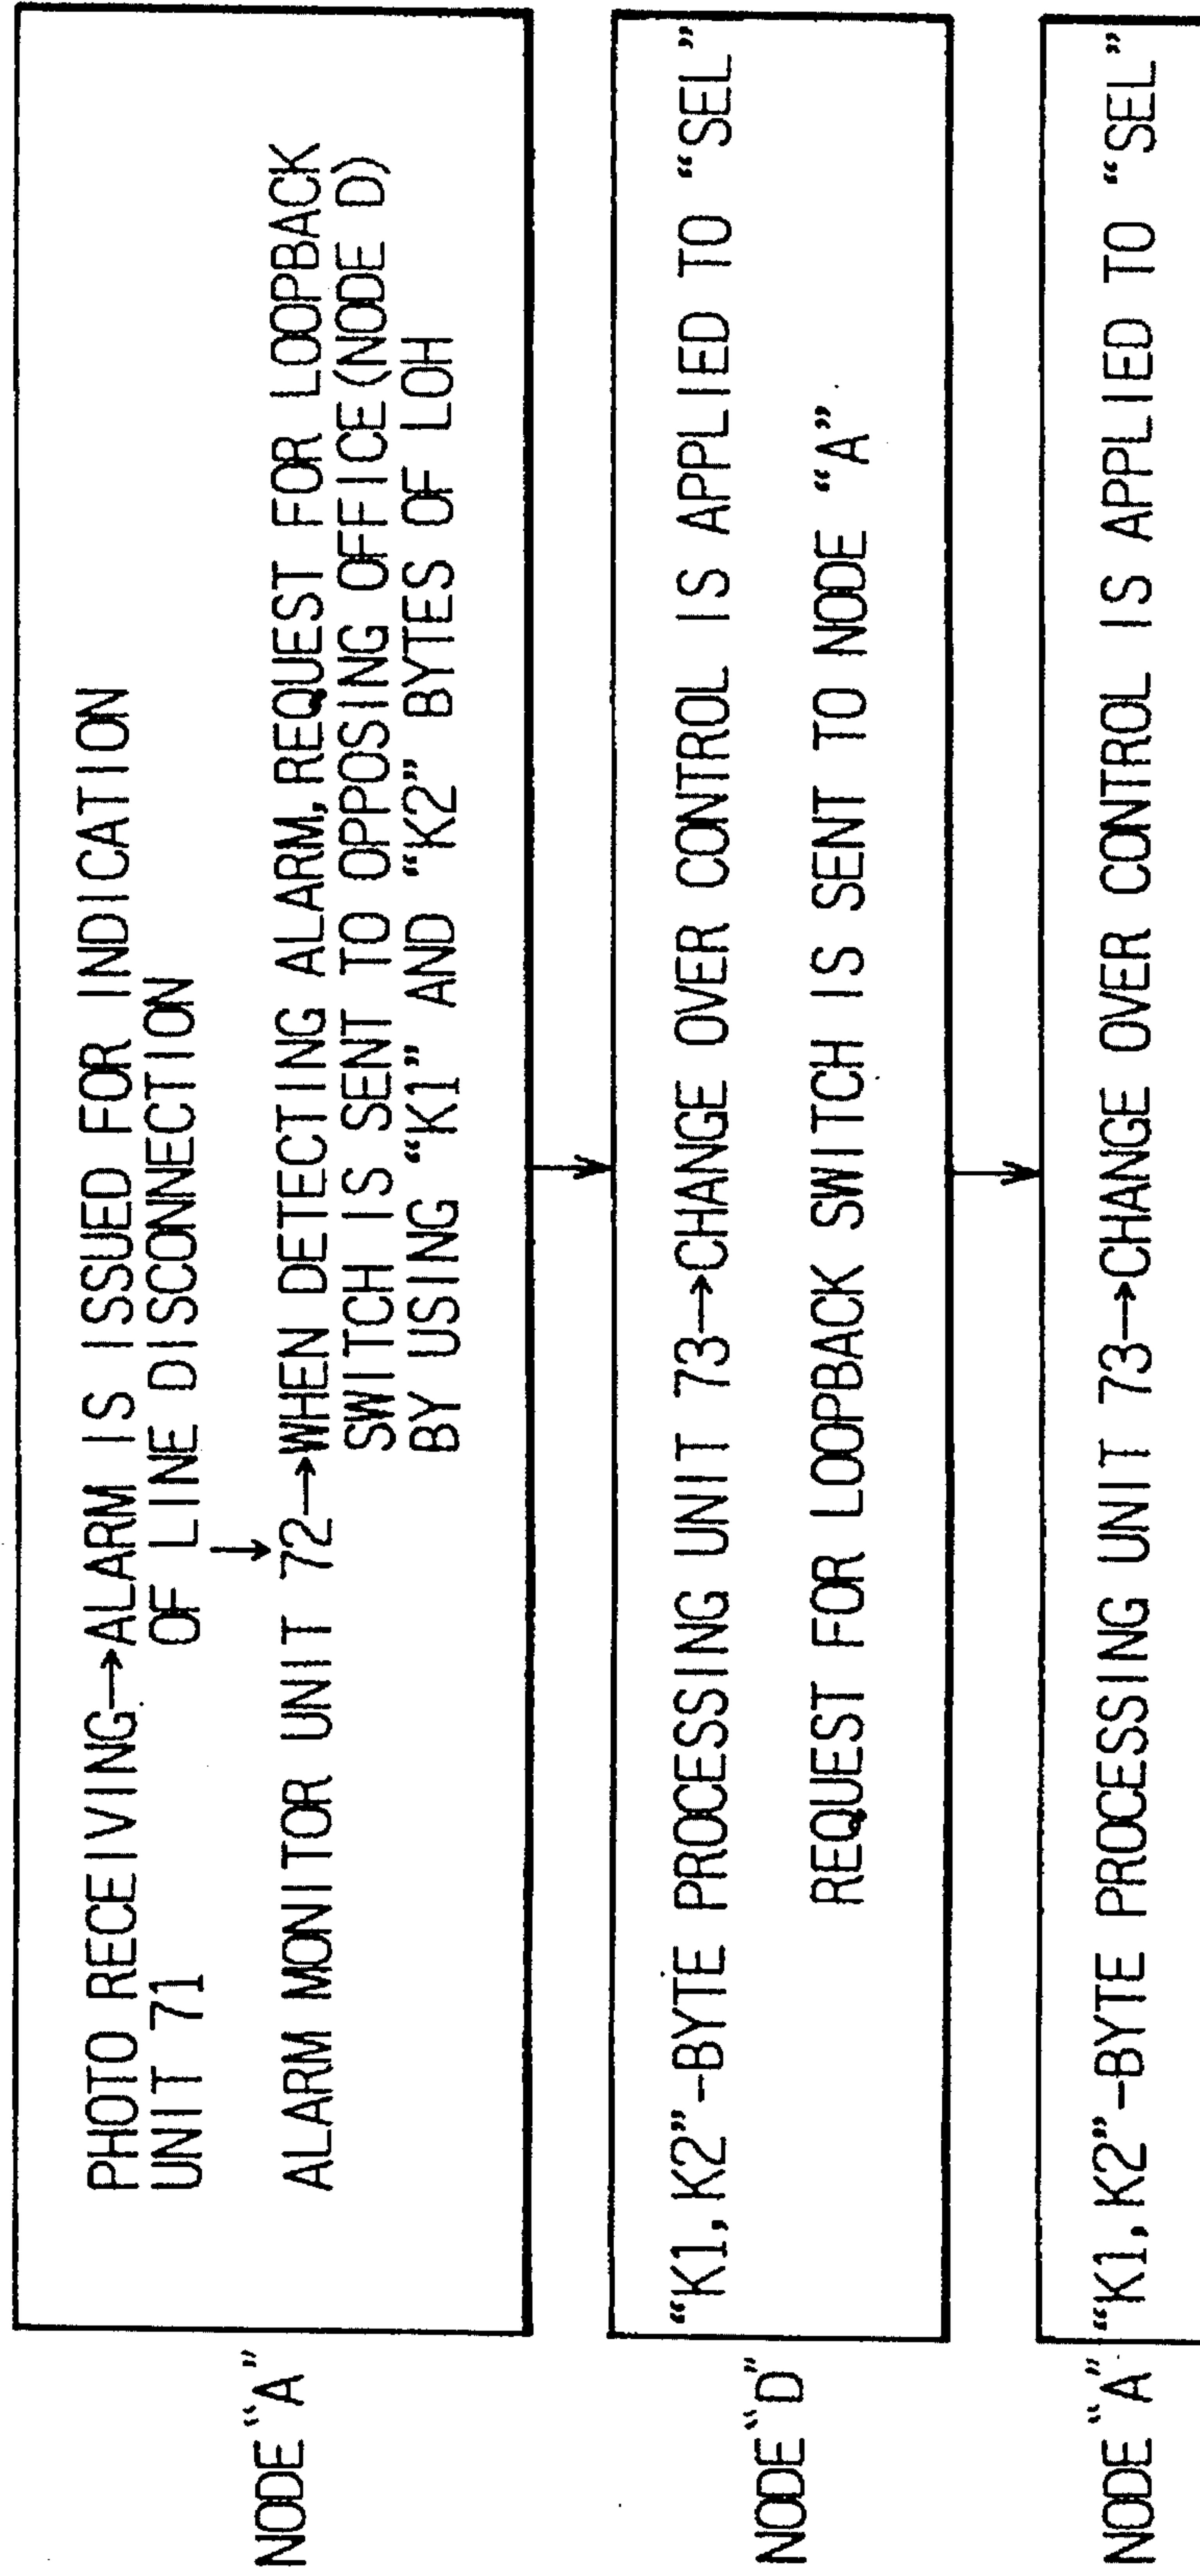 NODE “A”
PHOTO RECEIVING→ALARM IS ISSUED FOR INDICATION
UNIT 71 OF LINE DISCONNECTION
↓
ALARM MONITOR UNIT 72→WHEN DETECTING ALARM,REQUEST FOR LOOPBACK
SWITCH IS SENT TO OPPOSING OFFICE(NODE D)
BY USING “K1” AND “K2” BYTES OF LOH
NODE “D”
“K1,K2”-BYTE PROCESSING UNIT 73→CHANGE OVER CONTROL IS APPLIED TO “SEL”
REQUEST FOR LOOPBACK SWITCH IS SENT TO NODE “A”
NODE “A”
“K1,K2”-BYTE PROCESSING UNIT 73→CHANGE OVER CONTROL IS APPLIED TO “SEL”